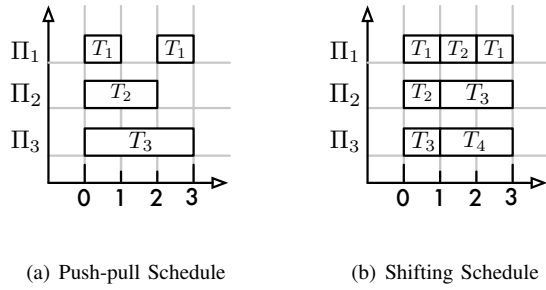 Π₁ T₁ T₁
Π₂ T₂
Π₃ T₃
0 1 2 3
(a) Push-pull Schedule
Π₁ T₁ T₂ T₁
Π₂ T₂ T₃
Π₃ T₃ T₄
0 1 2 3
(b) Shifting Schedule